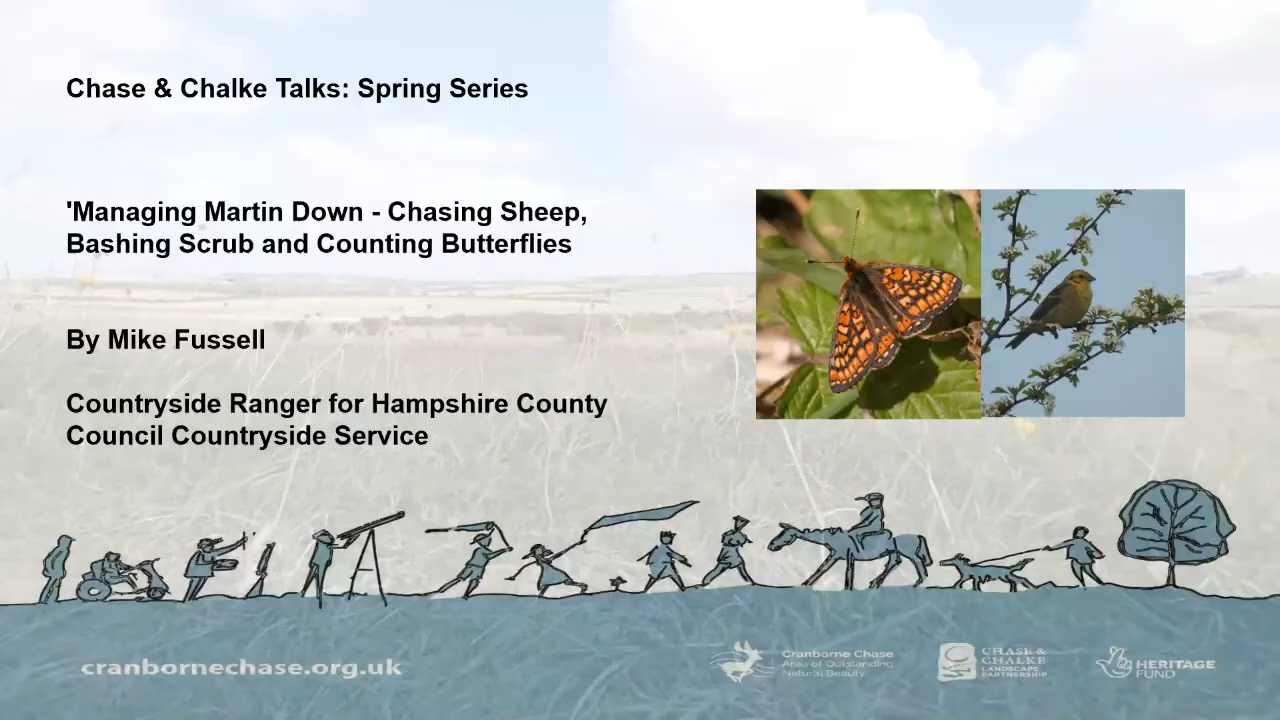 Chase & Chalke Talks: Spring Series
'Managing Martin Down - Chasing Sheep,
Bashing Scrub and Counting Butterflies
By Mike Fussell
Countryside Ranger for Hampshire County
Council Countryside Service
cranbornechase.org.uk
Cranborne Chase
Area of Outstanding
Natural Beauty
CHASE &
CHALKE
LANDSCAPE
PARTNERSHIP
HERITAGE
FUND